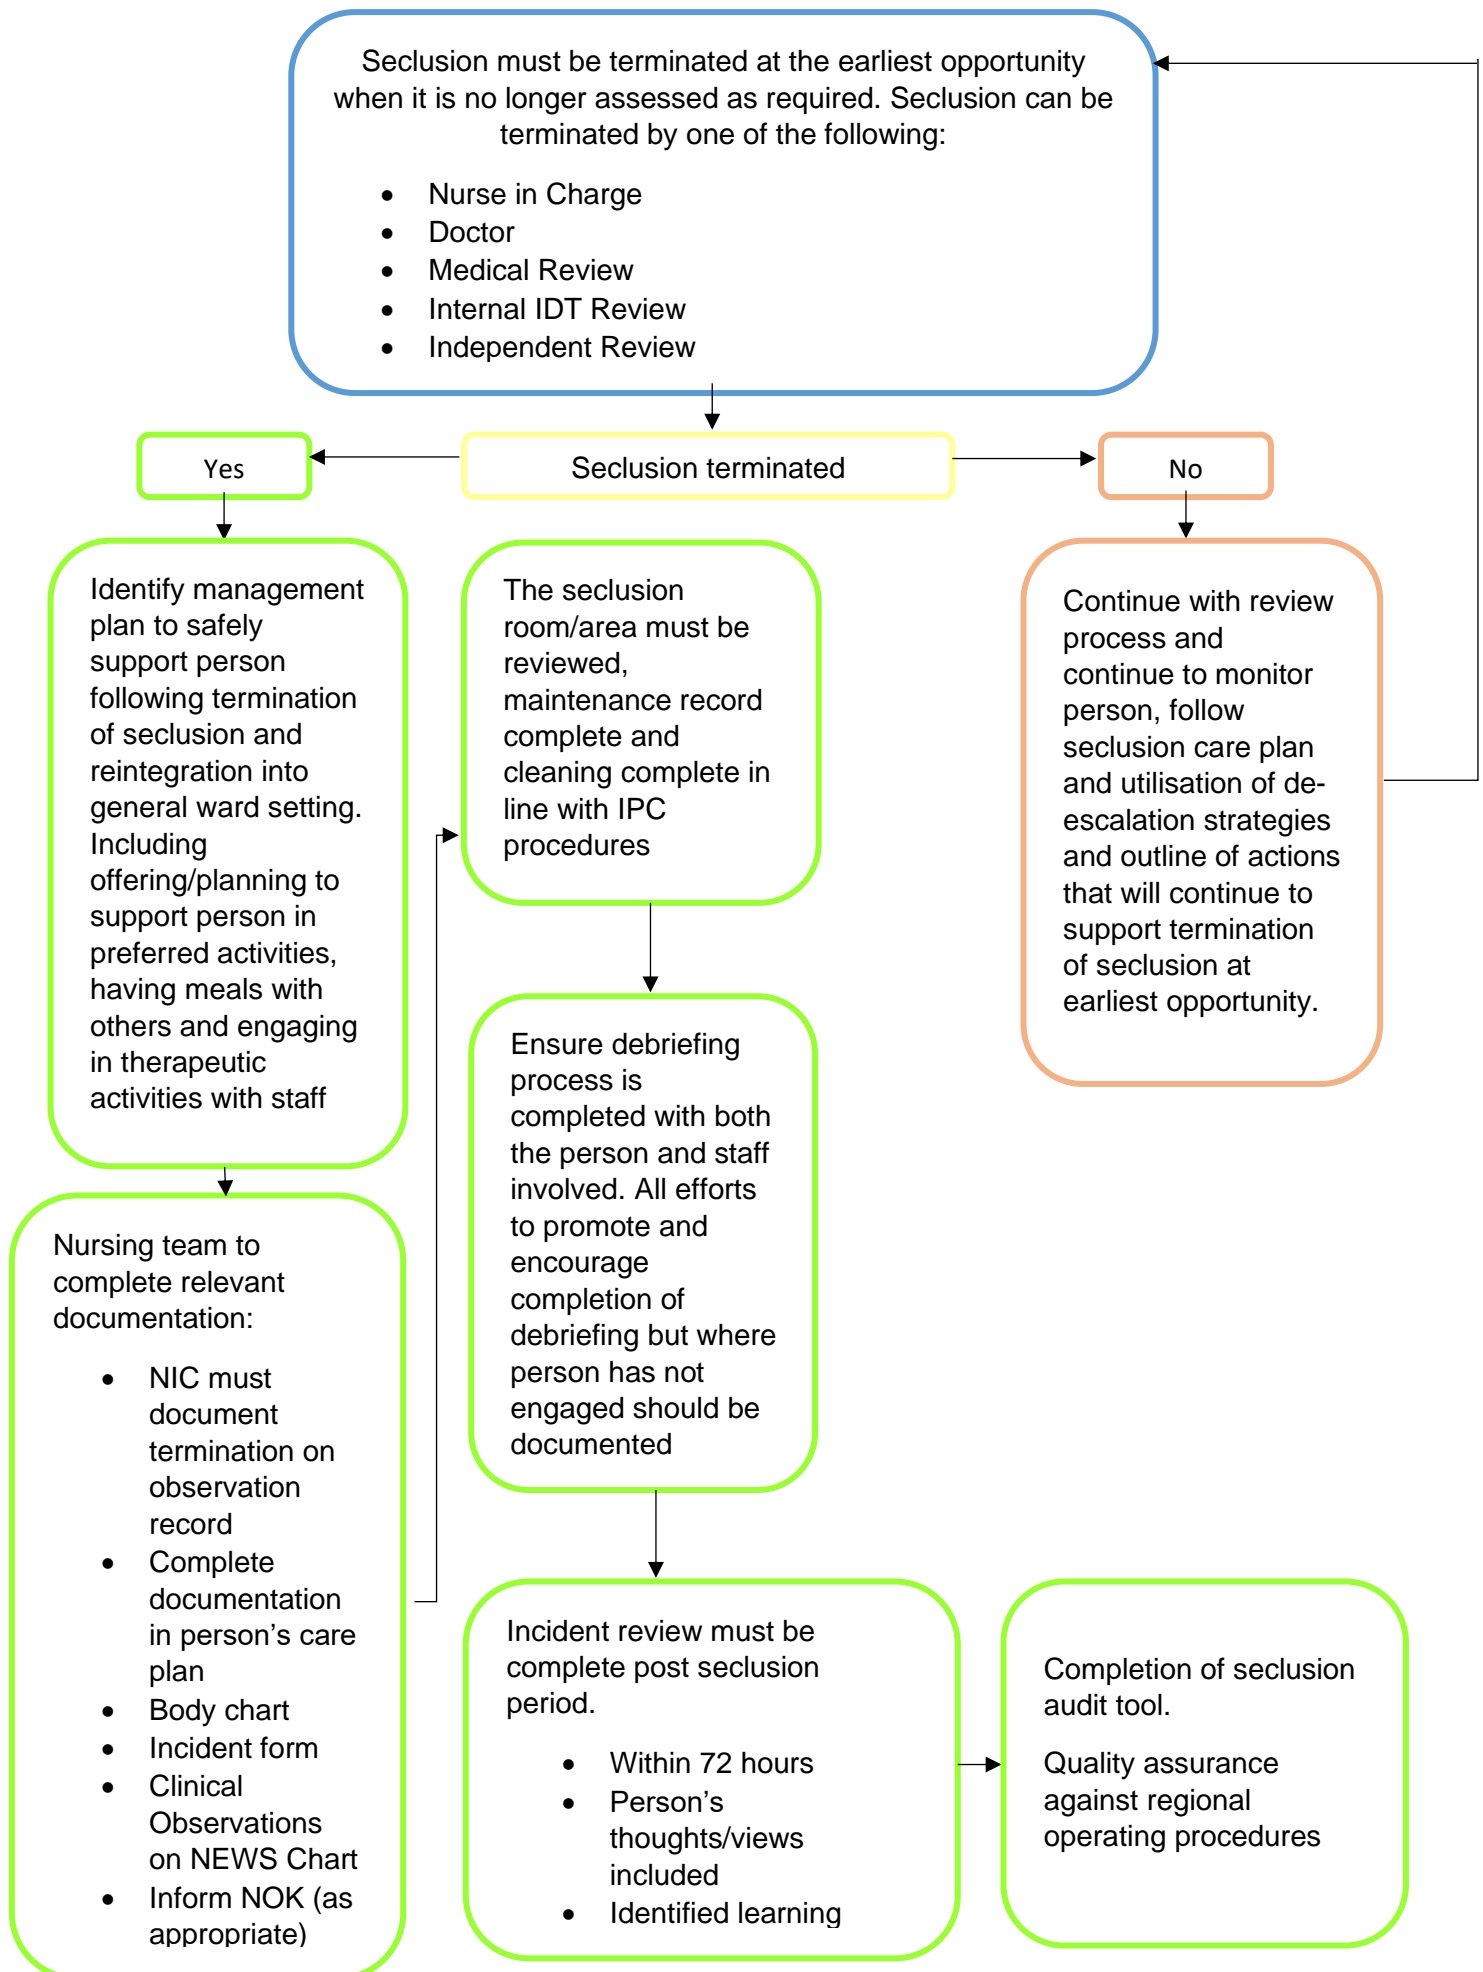 Seclusion must be terminated at the earliest opportunity
when it is no longer assessed as required. Seclusion can be
terminated by one of the following:
• Nurse in Charge
• Doctor
• Medical Review
• Internal IDT Review
• Independent Review
Yes
Seclusion terminated
No
Identify management
plan to safely
support person
following termination
of seclusion and
reintegration into
general ward setting.
Including
offering/planning to
support person in
preferred activities,
having meals with
others and engaging
in therapeutic
activities with staff
Nursing team to
complete relevant
documentation:
• NIC must
document
termination on
observation
record
• Complete
documentation
in person’s care
plan
• Body chart
• Incident form
• Clinical
Observations
on NEWS Chart
• Inform NOK (as
appropriate)
The seclusion
room/area must be
reviewed,
maintenance record
complete and
cleaning complete in
line with IPC
procedures
Ensure debriefing
process is
completed with both
the person and staff
involved. All efforts
to promote and
encourage
completion of
debriefing but where
person has not
engaged should be
documented
Incident review must be
complete post seclusion
period.
• Within 72 hours
• Person’s
thoughts/views
included
• Identified learning
Completion of seclusion
audit tool.
Quality assurance
against regional
operating procedures
Continue with review
process and
continue to monitor
person, follow
seclusion care plan
and utilisation of de-
escalation strategies
and outline of actions
that will continue to
support termination
of seclusion at
earliest opportunity.